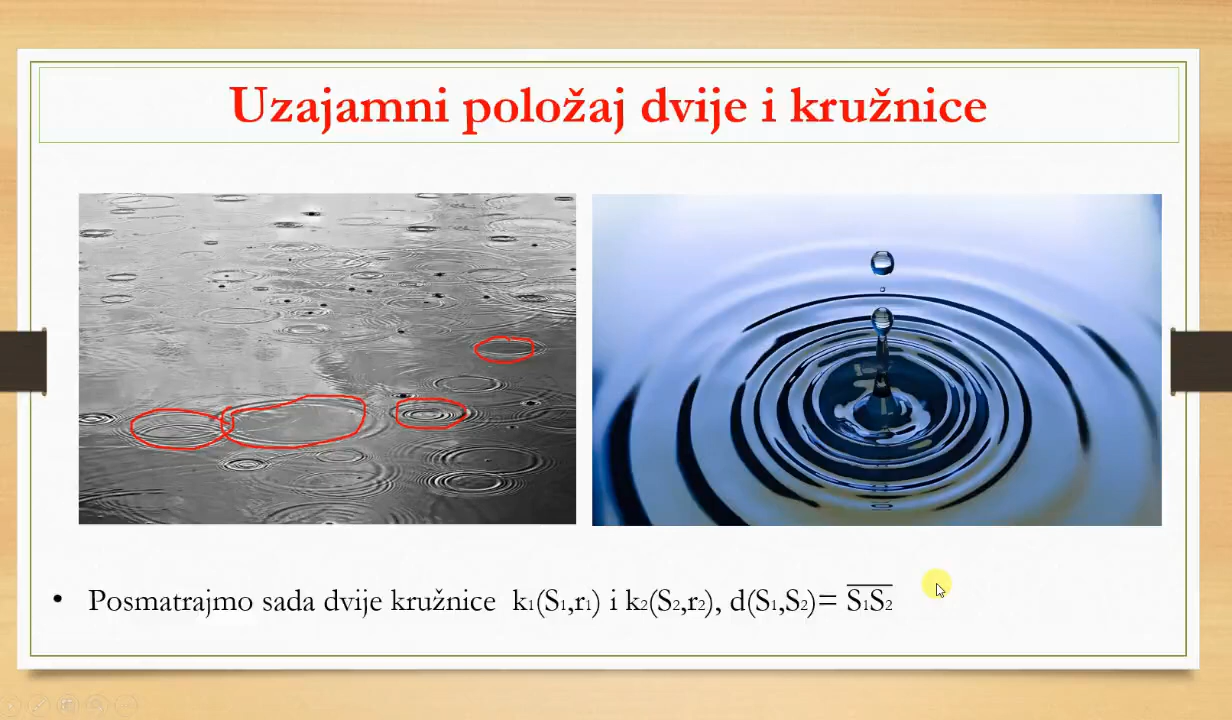 Uzajamni položaj dvije i kružnice
• Posmatrajmo sada dvije kružnice k₁(S₁,r₁) i k₂(S₂,r₂), d(S₁,S₂)= S̅₁S̅₂